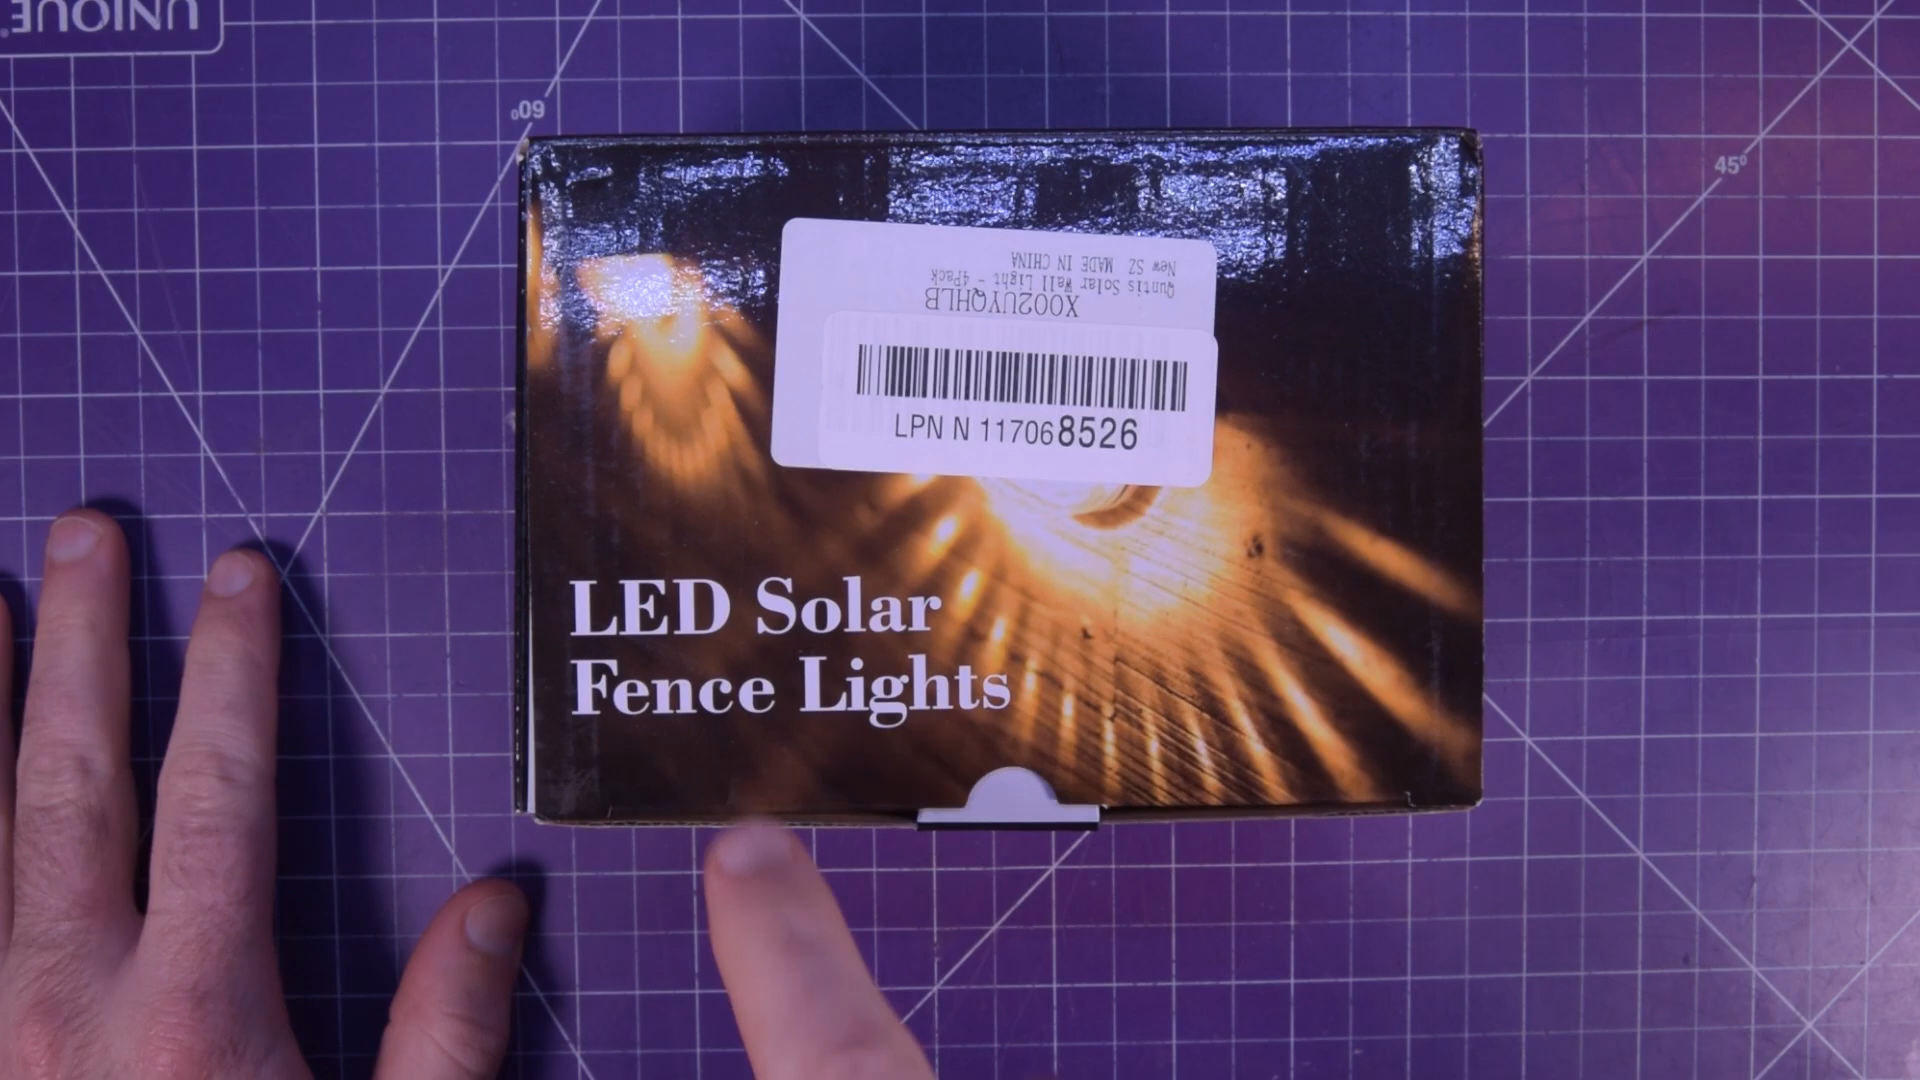 UNIQUE®
60°
45°
X002UYQHLB
Quntis Solar Wall Light - 4Pack
New SZ MADE IN CHINA
LPN N 117068526
LED Solar
Fence Lights